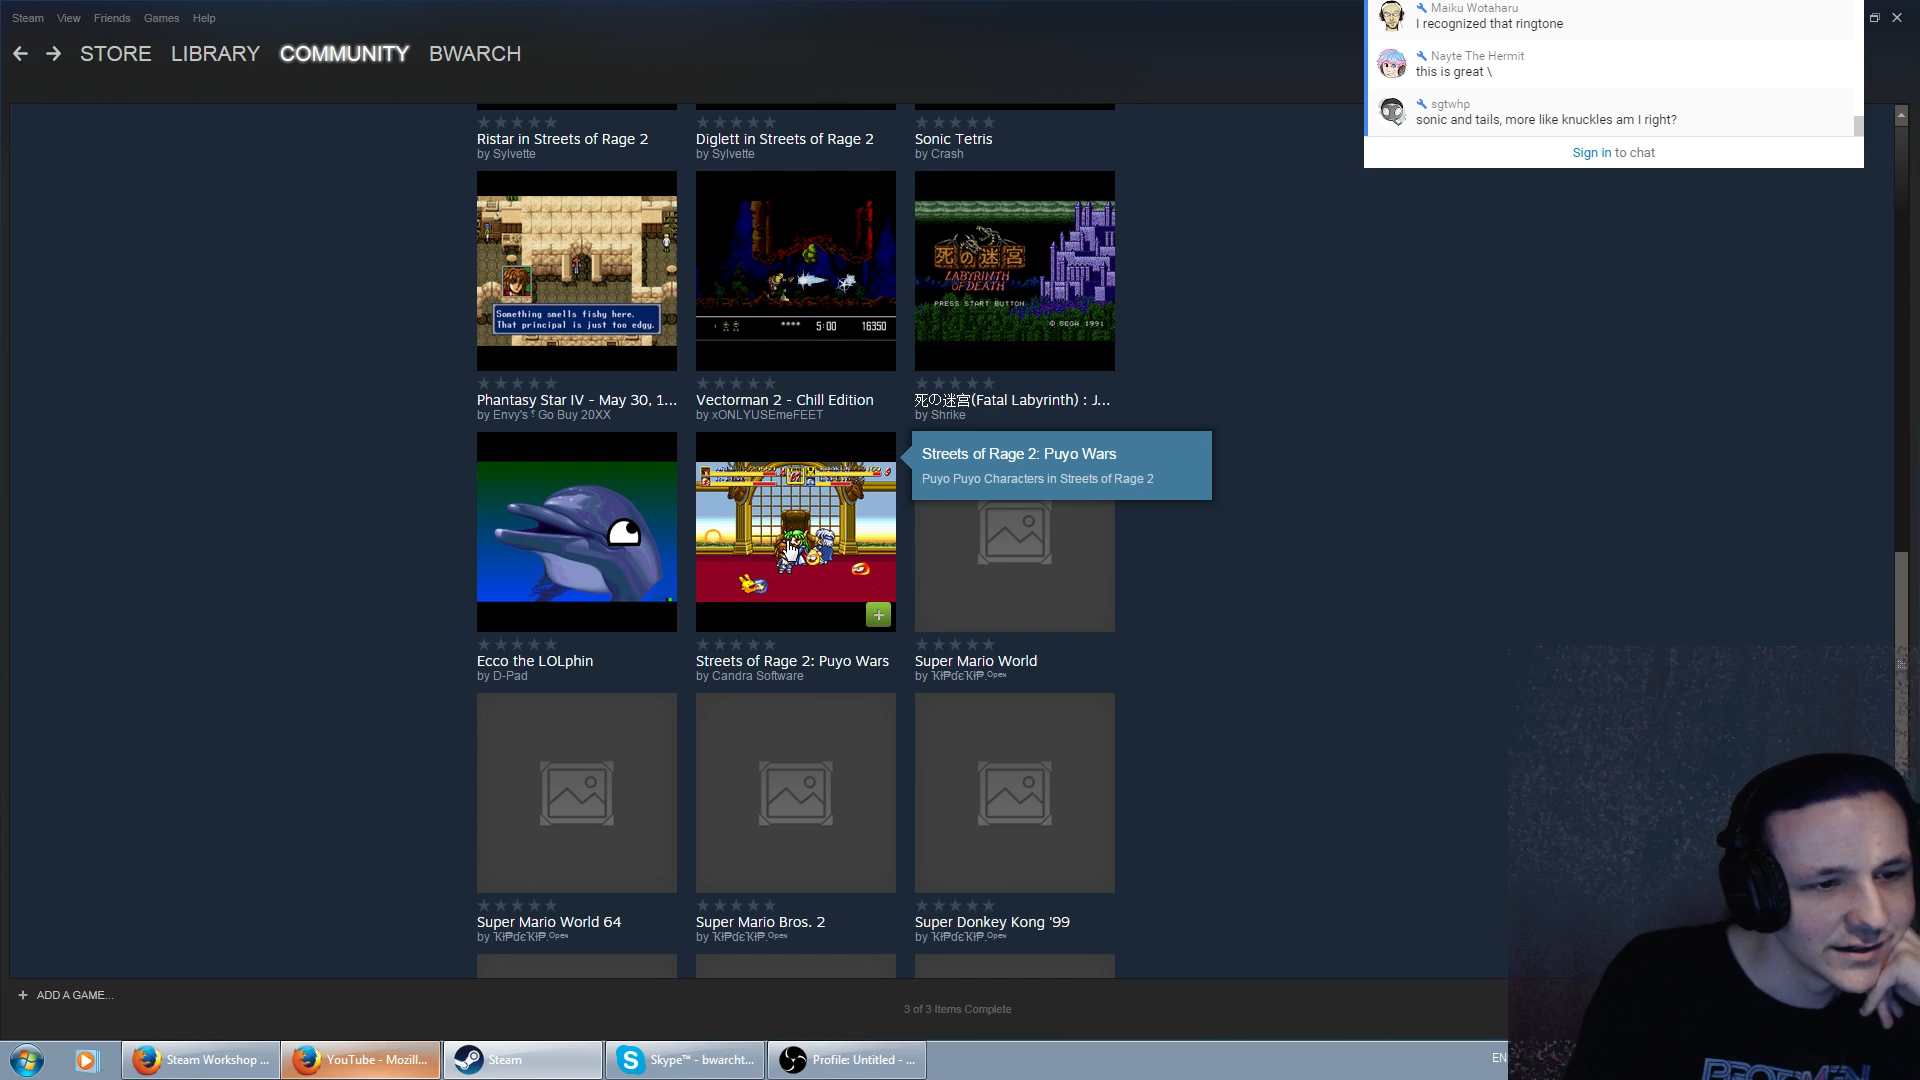 Steam View Friends Games Help
STORE LIBRARY COMMUNITY BWARCH
Maiku Wotaharu
I recognized that ringtone
Nayte The Hermit
this is great \
sgtwhp
sonic and tails, more like knuckles am I right?
Sign in to chat
Ristar in Streets of Rage 2
by Sylvette
Diglett in Streets of Rage 2
by Sylvette
Sonic Tetris
by Crash
Something smells fishy here.
That principal is just too edgy.
**** 5:00 16350
死の迷宮
LABYRINTH
OF DEATH
PRESS START BUTTON
© SEGA 1991
Phantasy Star IV - May 30, 1...
by Envy's ⸮ Go Buy 20XX
Vectorman 2 - Chill Edition
by xONLYUSEmeFEET
死の迷宮(Fatal Labyrinth) : J...
by Shrike
Streets of Rage 2: Puyo Wars
Puyo Puyo Characters in Streets of Rage 2
Ecco the LOLphin
by D-Pad
Streets of Rage 2: Puyo Wars
by Candra Software
Super Mario World
by
Super Mario World 64
by
Super Mario Bros. 2
by
Super Donkey Kong '99
by
+ ADD A GAME...
3 of 3 Items Complete
Steam Workshop ...
YouTube - Mozill...
Steam
Skype™ - bwarcht...
Profile: Untitled - ...
EN